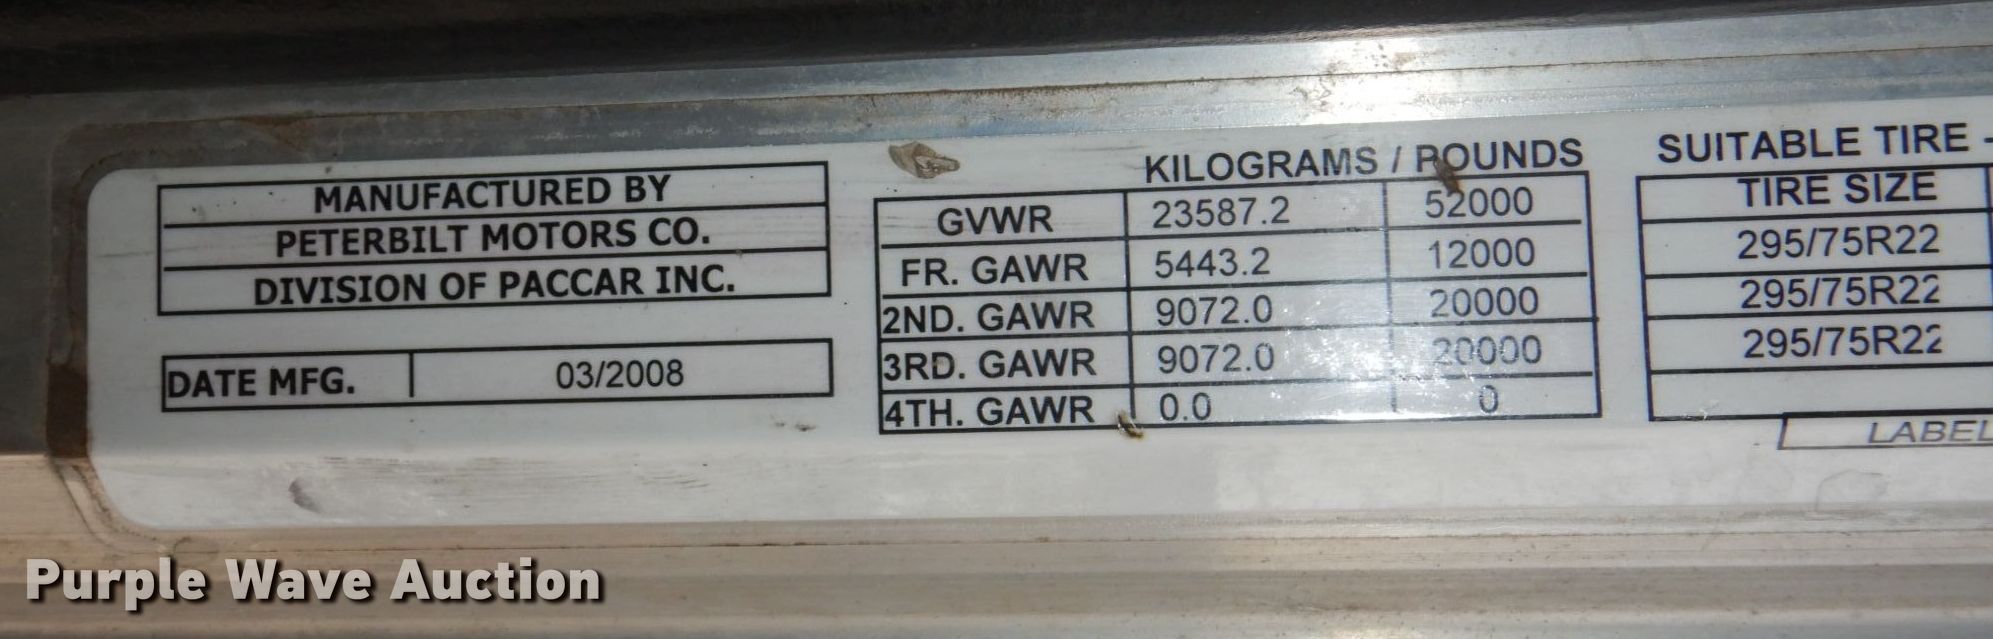 MANUFACTURED BY
PETERBILT MOTORS CO.
DIVISION OF PACCAR INC.
DATE MFG. 03/2008
KILOGRAMS / POUNDS
GVWR 23587.2 52000
FR. GAWR 5443.2 12000
2ND. GAWR 9072.0 20000
3RD. GAWR 9072.0 20000
4TH. GAWR 0.0 0
SUITABLE TIRE -
TIRE SIZE
295/75R22
295/75R22
295/75R22
LABEL
Purple Wave Auction